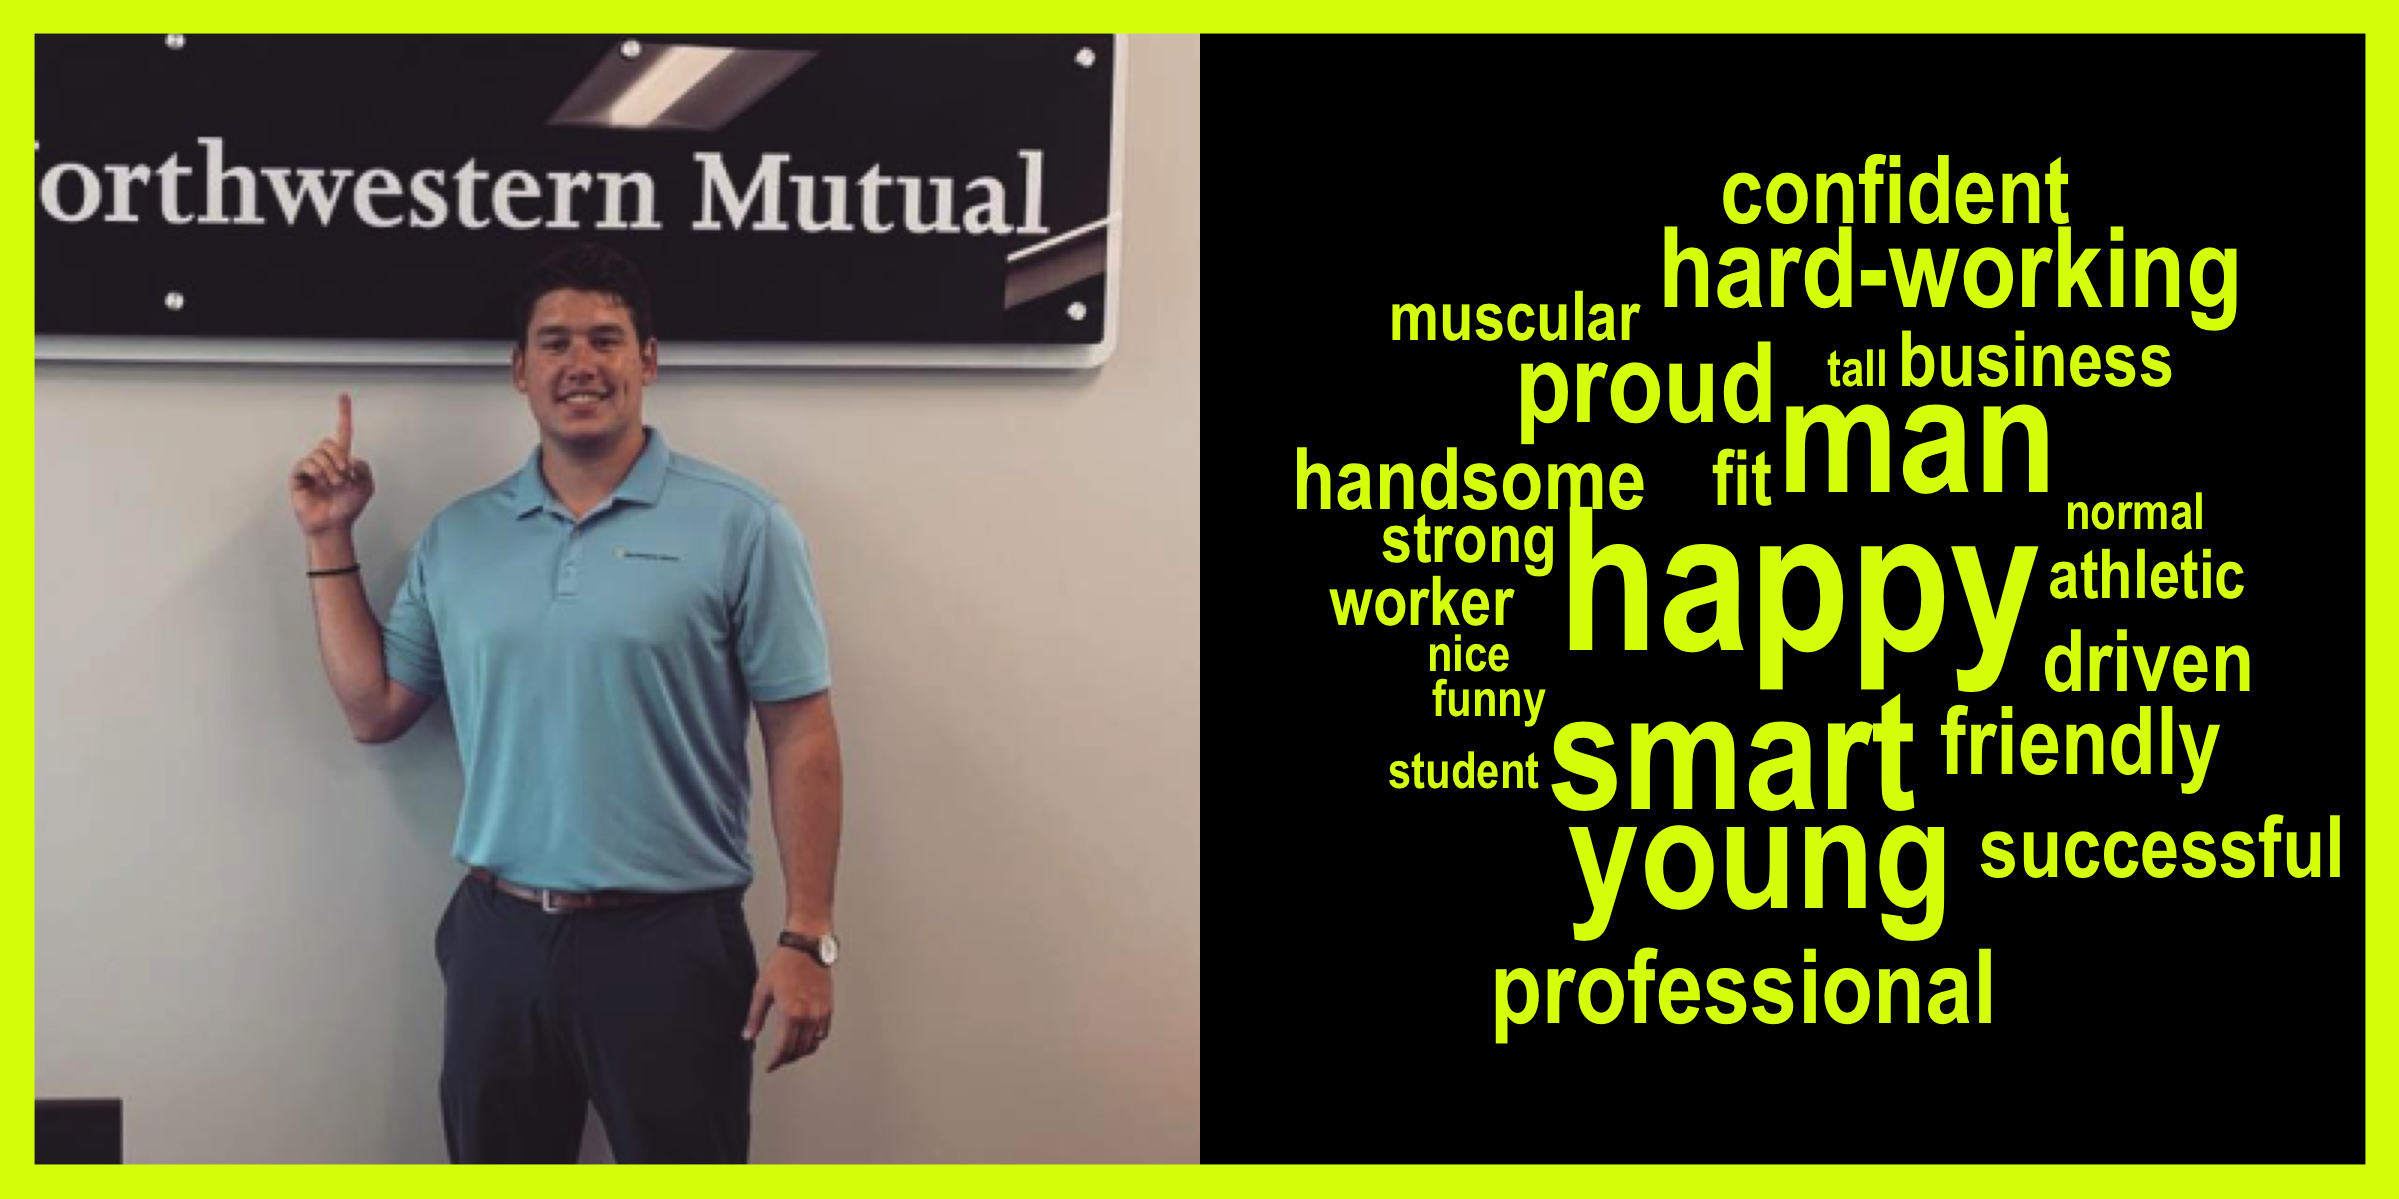 orthwestern Mutual
confident
hard-working
muscular
proud
tall
business
man
handsome
fit
normal
strong
happy
athletic
worker
nice
driven
funny
smart
friendly
student
young
successful
professional